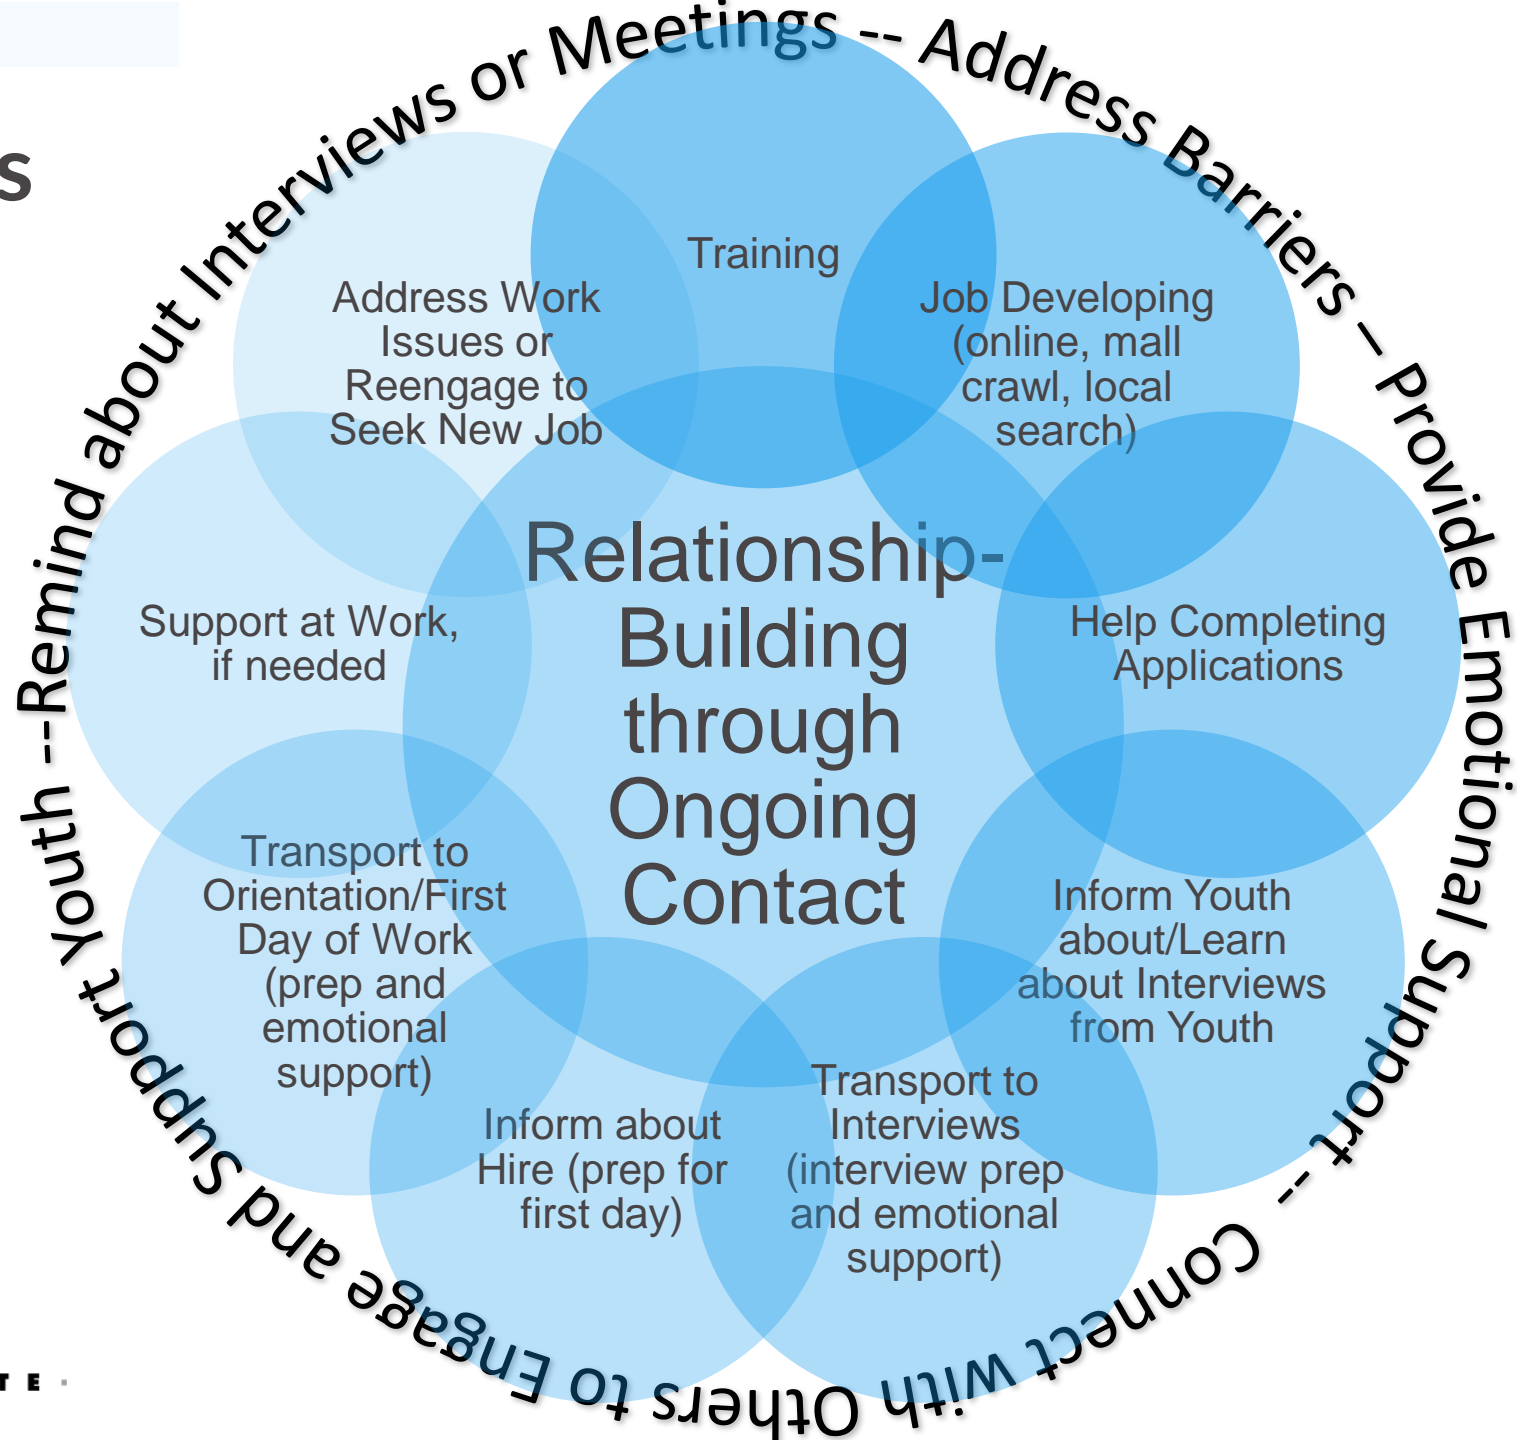 s
Remind about Interviews or Meetings -- Address Barriers – Provide Emotional Support -- Connect with Others to Engage and Support Youth --
Training
Job Developing
(online, mall
crawl, local
search)
Help Completing
Applications
Inform Youth
about/Learn
about Interviews
from Youth
Transport to
Interviews
(interview prep
and emotional
support)
Inform about
Hire (prep for
first day)
Transport to
Orientation/First
Day of Work
(prep and
emotional
support)
Support at Work,
if needed
Address Work
Issues or
Reengage to
Seek New Job
Relationship-
Building
through
Ongoing
Contact
T E